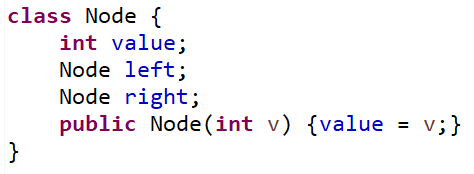 class Node {
    int value;
    Node left;
    Node right;
    public Node(int v) {value = v;}
}